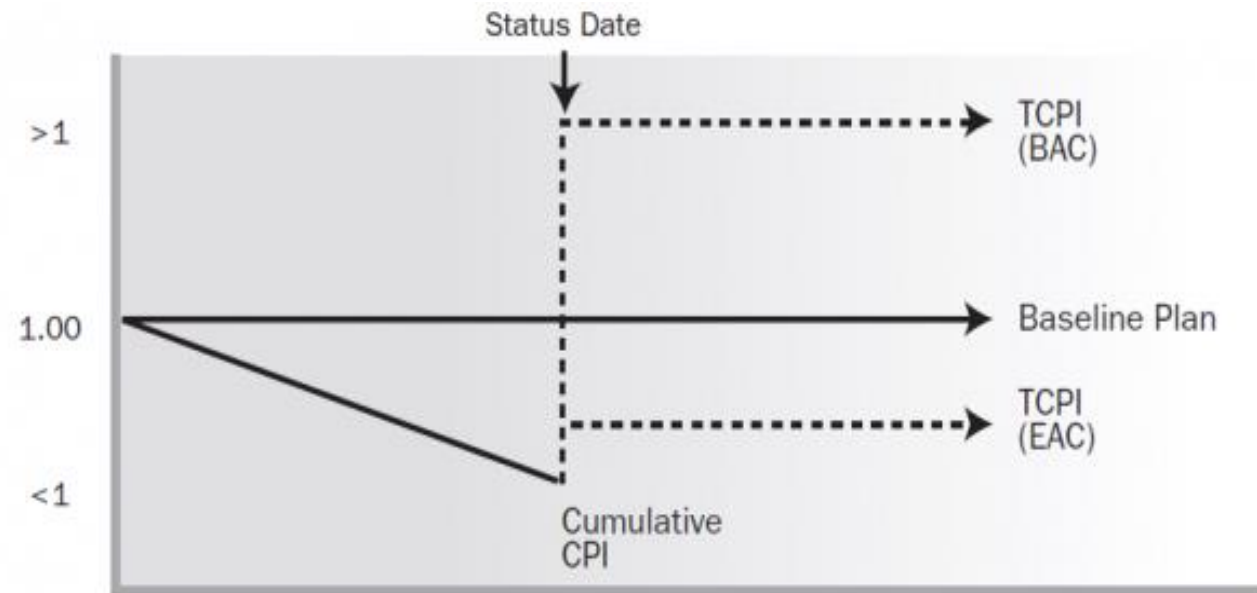 Status Date
>1
TCPI
(BAC)
1.00
Baseline Plan
TCPI
(EAC)
<1
Cumulative
CPI